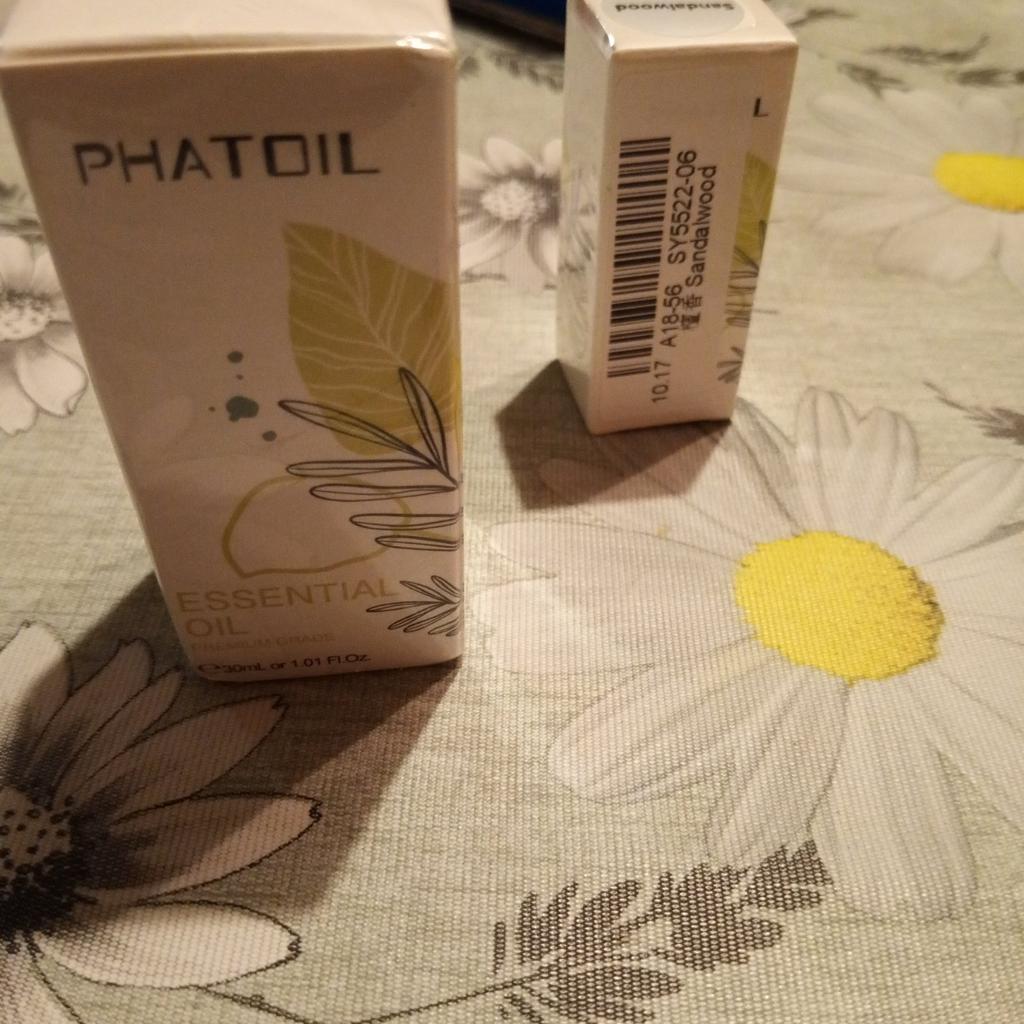 PHATOIL
ESSENTIAL
OIL
PREMIUM GRADE
30mL or 1.01 Fl.Oz.
Sandalwood
L
10.17 A18-56 SY5522-06
檀香 Sandalwood